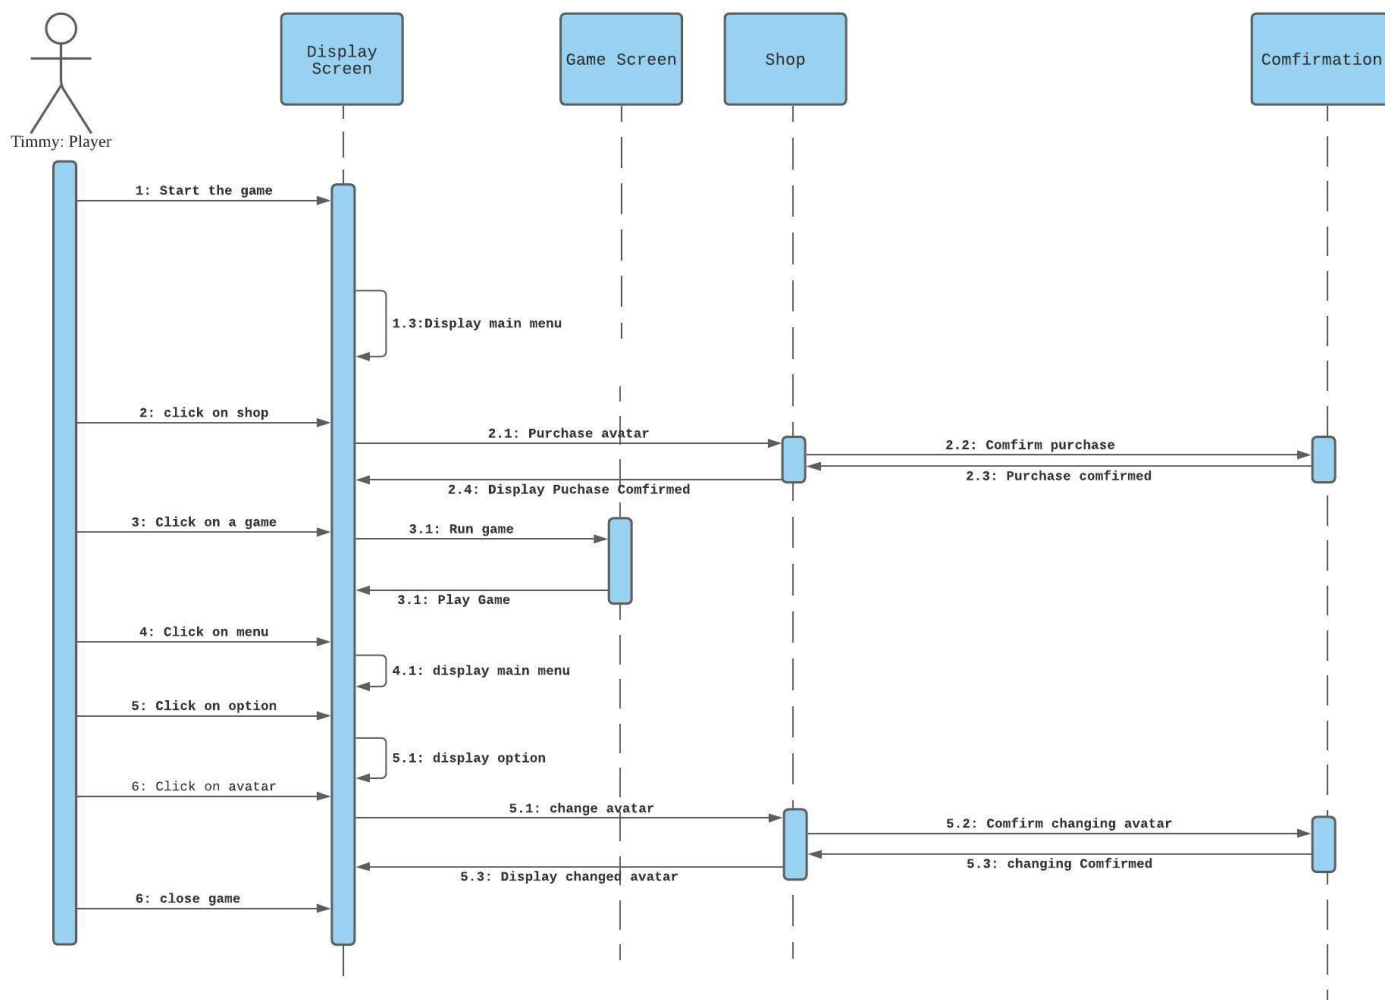 Display
Screen
Game Screen
Shop
Comfirmation
Timmy: Player
1: Start the game
1.3:Display main menu
2: click on shop
2.1: Purchase avatar
2.2: Comfirm purchase
2.3: Purchase comfirmed
2.4: Display Puchase Comfirmed
3: Click on a game
3.1: Run game
3.1: Play Game
4: Click on menu
4.1: display main menu
5: Click on option
5.1: display option
6: Click on avatar
5.1: change avatar
5.2: Comfirm changing avatar
5.3: changing Comfirmed
5.3: Display changed avatar
6: close game